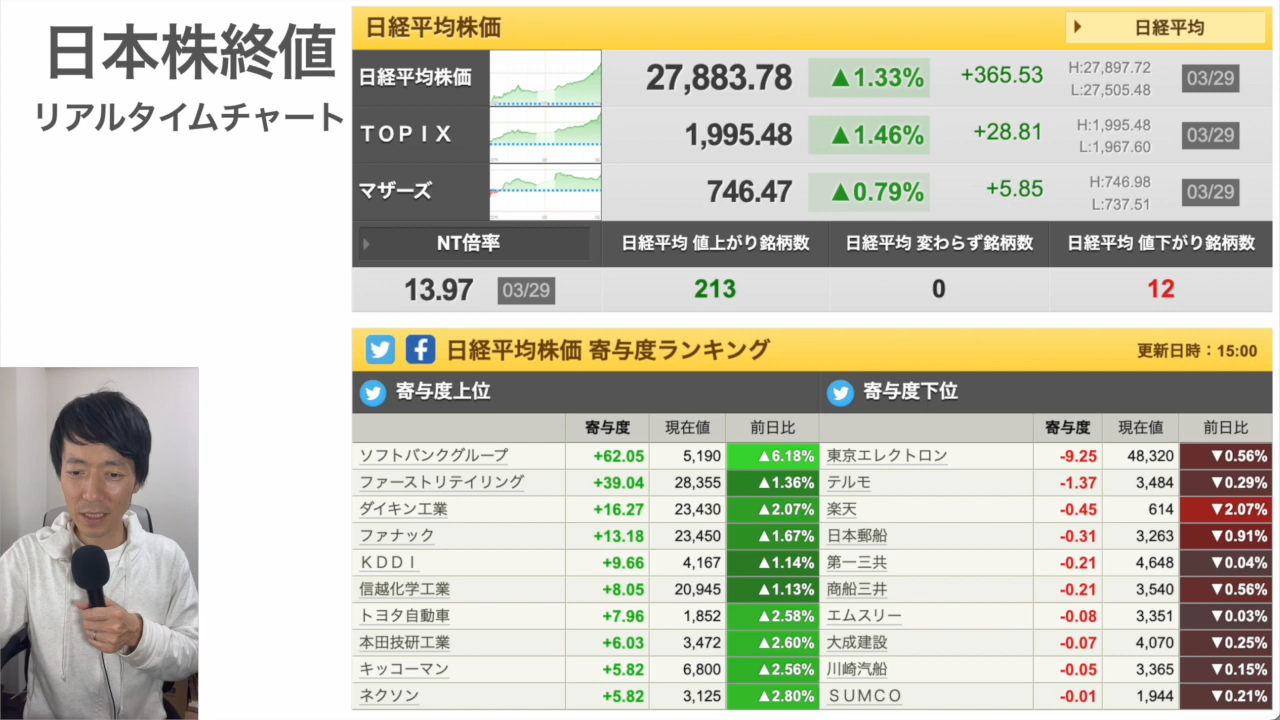 日本株終値
リアルタイムチャート
日経平均株価
日経平均
日経平均株価 27,883.78 ▲1.33% +365.53 H:27,897.72 L:27,505.48 03/29
TOPIX 1,995.48 ▲1.46% +28.81 H:1,995.48 L:1,967.60 03/29
マザーズ 746.47 ▲0.79% +5.85 H:746.98 L:737.51 03/29
NT倍率 日経平均 値上がり銘柄数 日経平均 変わらず銘柄数 日経平均 値下がり銘柄数
13.97 03/29 213 0 12
日経平均株価 寄与度ランキング 更新日時:15:00
寄与度上位 寄与度下位
寄与度 現在値 前日比 寄与度 現在値 前日比
ソフトバンクグループ +62.05 5,190 ▲6.18% 東京エレクトロン -9.25 48,320 ▼0.56%
ファーストリテイリング +39.04 28,355 ▲1.36% テルモ -1.37 3,484 ▼0.29%
ダイキン工業 +16.27 23,430 ▲2.07% 楽天 -0.45 614 ▼2.07%
ファナック +13.18 23,450 ▲1.67% 日本郵船 -0.31 3,263 ▼0.91%
KDDI +9.66 4,167 ▲1.14% 第一三共 -0.21 4,648 ▼0.04%
信越化学工業 +8.05 20,945 ▲1.13% 商船三井 -0.21 3,540 ▼0.56%
トヨタ自動車 +7.96 1,852 ▲2.58% エムスリー -0.08 3,351 ▼0.03%
本田技研工業 +6.03 3,472 ▲2.60% 大成建設 -0.07 4,070 ▼0.25%
キッコーマン +5.82 6,800 ▲2.56% 川崎汽船 -0.05 3,365 ▼0.15%
ネクソン +5.82 3,125 ▲2.80% SUMCO -0.01 1,944 ▼0.21%